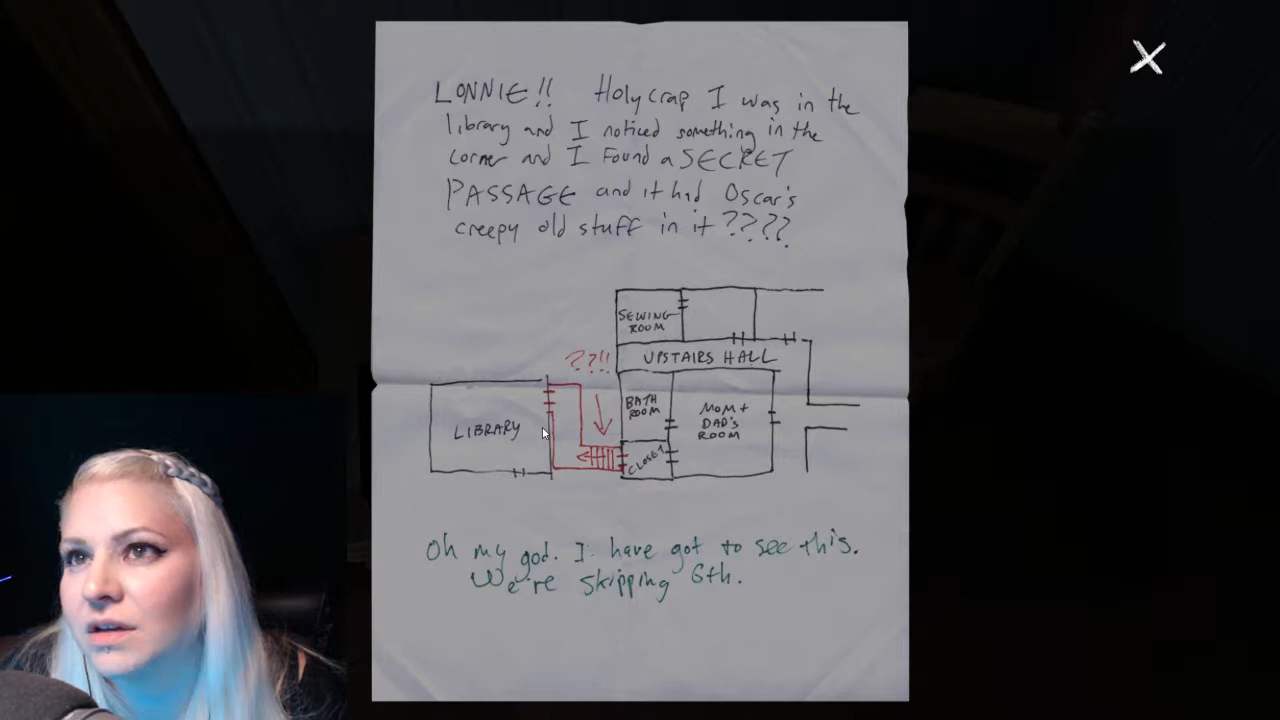 LONNIE!! Holy crap I was in the
library and I noticed something in the
corner and I found a SECRET
PASSAGE and it had Oscar's
creepy old stuff in it ????
SEWING
ROOM
UPSTAIRS HALL
??!!
BATH
ROOM
MOM +
DAD'S
ROOM
LIBRARY
CLOSET
Oh my god. I have got to see this.
We're skipping 6th.